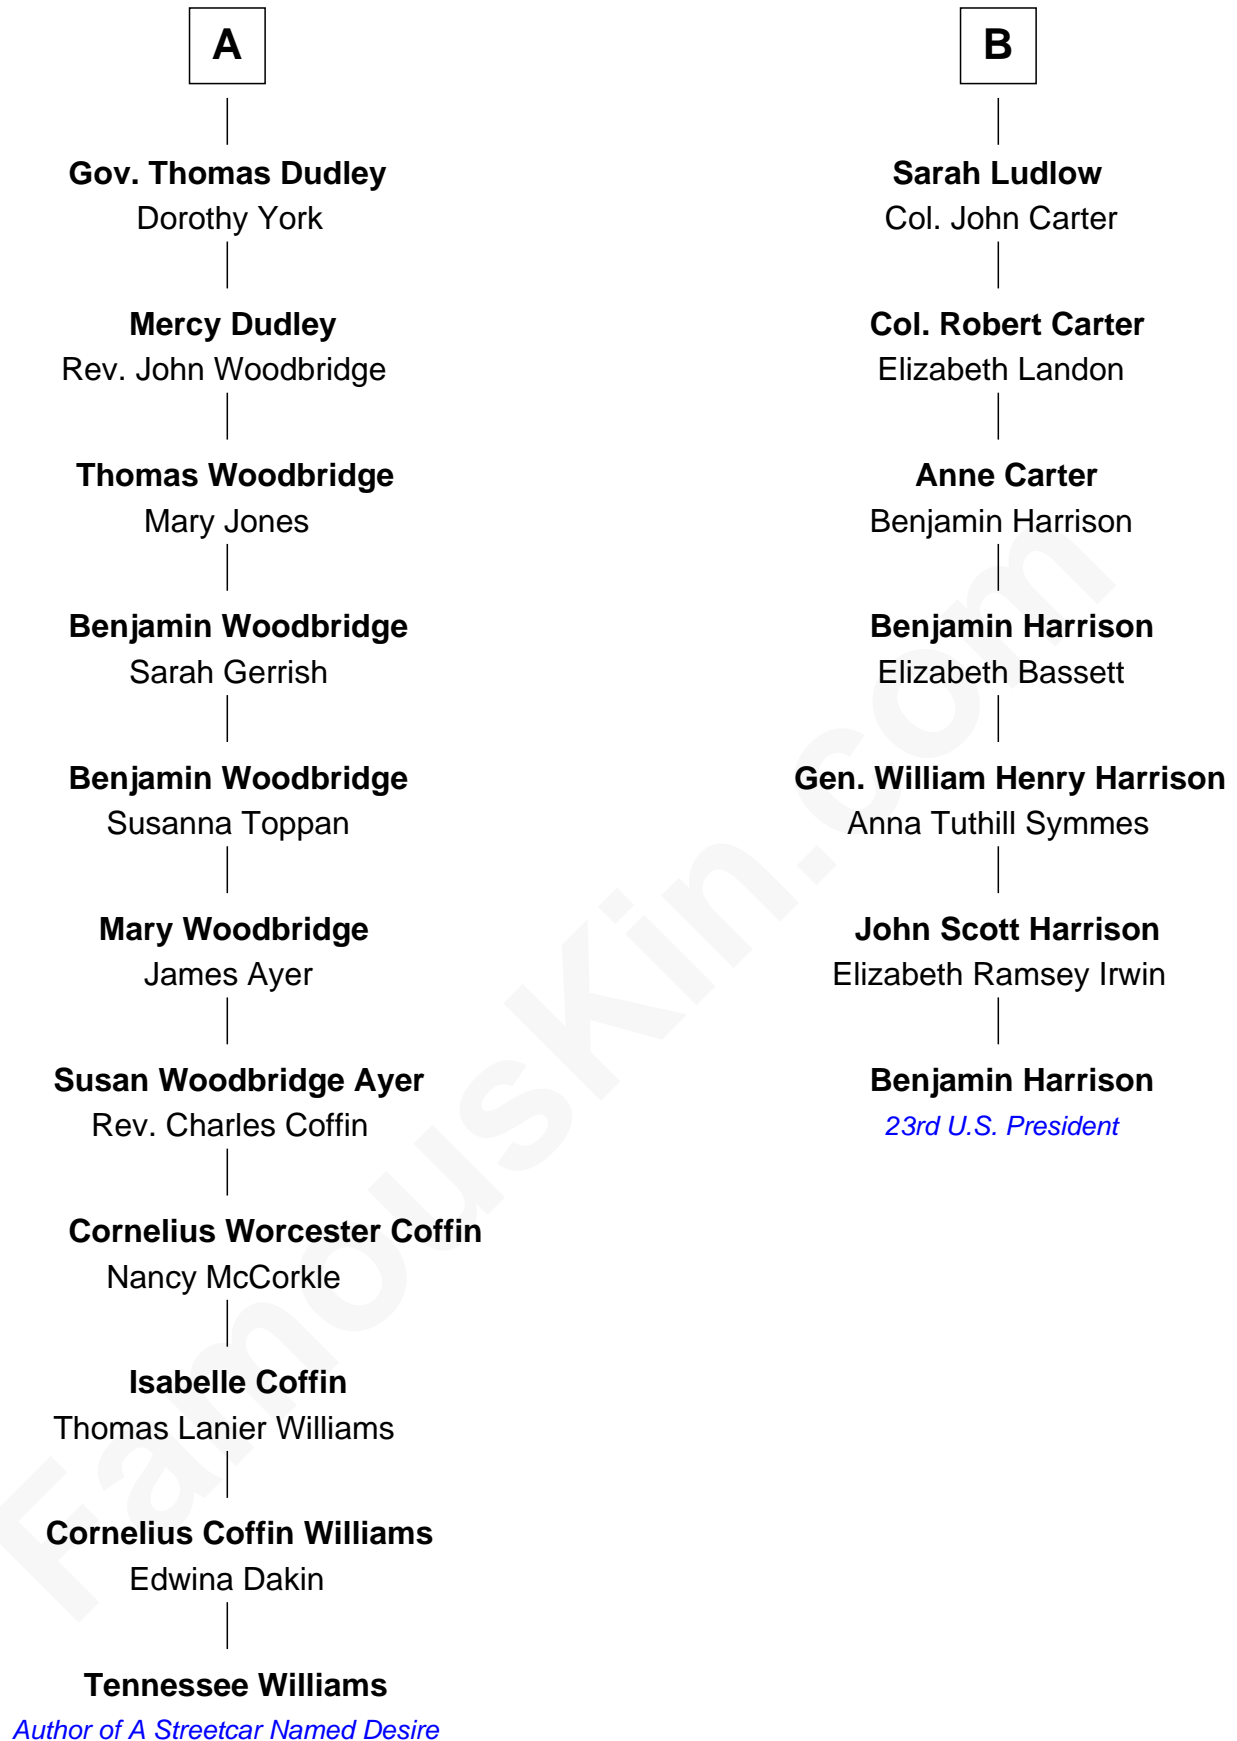 A
Gov. Thomas Dudley
Dorothy York
Mercy Dudley
Rev. John Woodbridge
Thomas Woodbridge
Mary Jones
Benjamin Woodbridge
Sarah Gerrish
Benjamin Woodbridge
Susanna Toppan
Mary Woodbridge
James Ayer
Susan Woodbridge Ayer
Rev. Charles Coffin
Cornelius Worcester Coffin
Nancy McCorkle
Isabelle Coffin
Thomas Lanier Williams
Cornelius Coffin Williams
Edwina Dakin
Tennessee Williams
Author of A Streetcar Named Desire
B
Sarah Ludlow
Col. John Carter
Col. Robert Carter
Elizabeth Landon
Anne Carter
Benjamin Harrison
Benjamin Harrison
Elizabeth Bassett
Gen. William Henry Harrison
Anna Tuthill Symmes
John Scott Harrison
Elizabeth Ramsey Irwin
Benjamin Harrison
23rd U.S. President
FamousKin.com